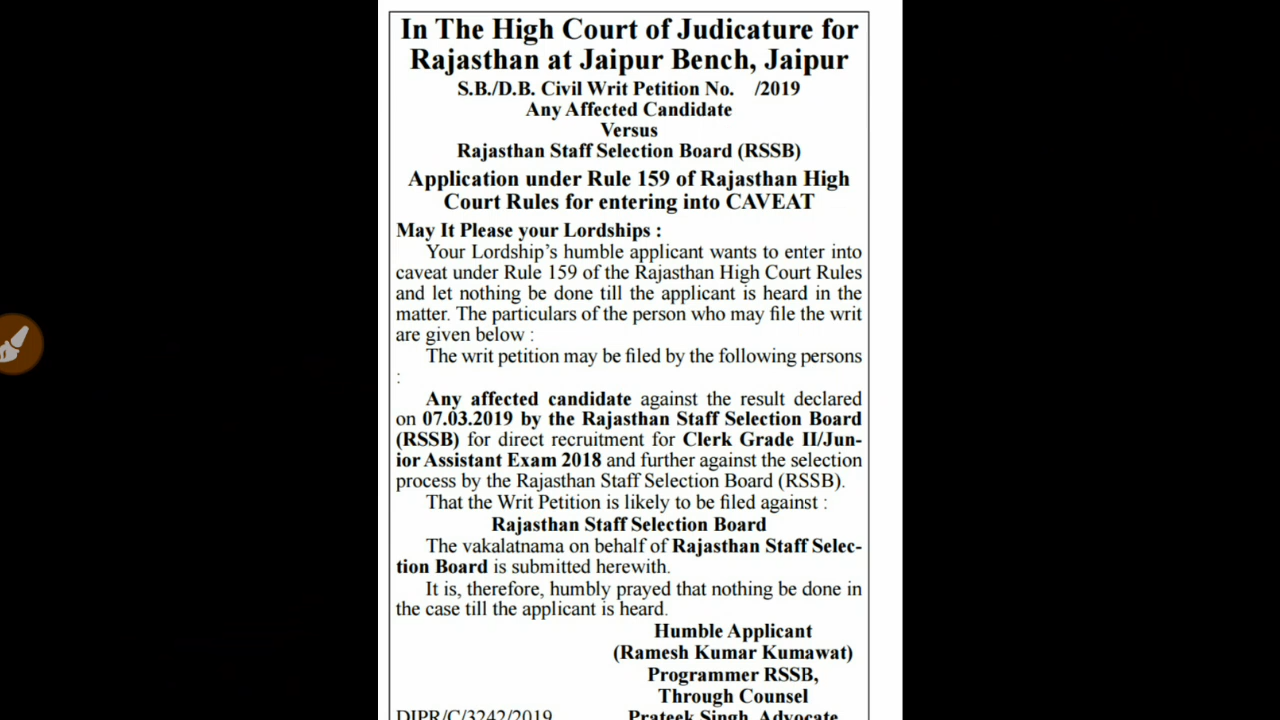 In The High Court of Judicature for
Rajasthan at Jaipur Bench, Jaipur
S.B./D.B. Civil Writ Petition No. /2019
Any Affected Candidate
Versus
Rajasthan Staff Selection Board (RSSB)
Application under Rule 159 of Rajasthan High
Court Rules for entering into CAVEAT
May It Please your Lordships :
Your Lordship's humble applicant wants to enter into
caveat under Rule 159 of the Rajasthan High Court Rules
and let nothing be done till the applicant is heard in the
matter. The particulars of the person who may file the writ
are given below :
The writ petition may be filed by the following persons
:
Any affected candidate against the result declared
on 07.03.2019 by the Rajasthan Staff Selection Board
(RSSB) for direct recruitment for Clerk Grade II/Jun-
ior Assistant Exam 2018 and further against the selection
process by the Rajasthan Staff Selection Board (RSSB).
That the Writ Petition is likely to be filed against :
Rajasthan Staff Selection Board
The vakalatnama on behalf of Rajasthan Staff Selec-
tion Board is submitted herewith.
It is, therefore, humbly prayed that nothing be done in
the case till the applicant is heard.
Humble Applicant
(Ramesh Kumar Kumawat)
Programmer RSSB,
Through Counsel
DIPR/C/3242/2019 Prateek Singh, Advocate